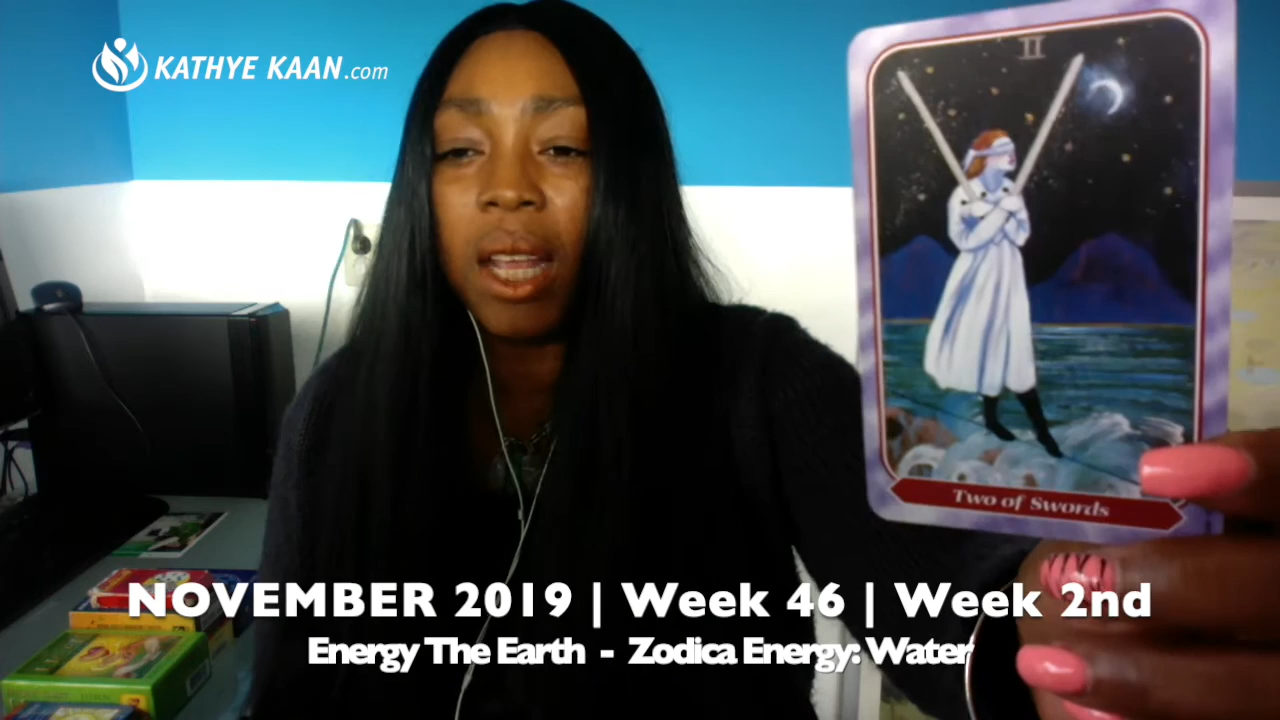 KATHYE KAAN.com
II
Two of Swords
NOVEMBER 2019 | Week 46 | Week 2nd
Energy The Earth - Zodica Energy: Water